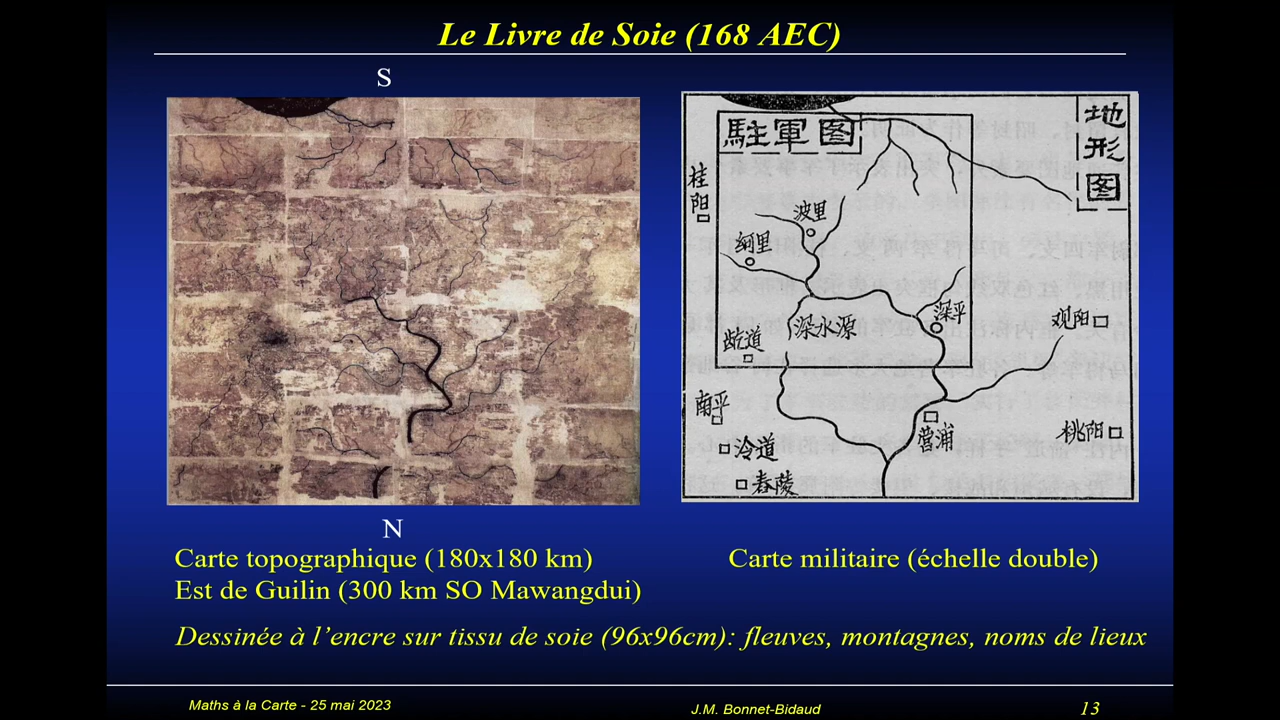 Le Livre de Soie (168 AEC)
S
地形图
駐軍图
桂阳
波里
深平
观阳
深水源
龁道
南平
营浦
桃阳
冷道
舂陵
N
Carte topographique (180x180 km)
Est de Guilin (300 km SO Mawangdui)
Carte militaire (échelle double)
Dessinée à l’encre sur tissu de soie (96x96cm): fleuves, montagnes, noms de lieux
Maths à la Carte - 25 mai 2023
J.M. Bonnet-Bidaud
13